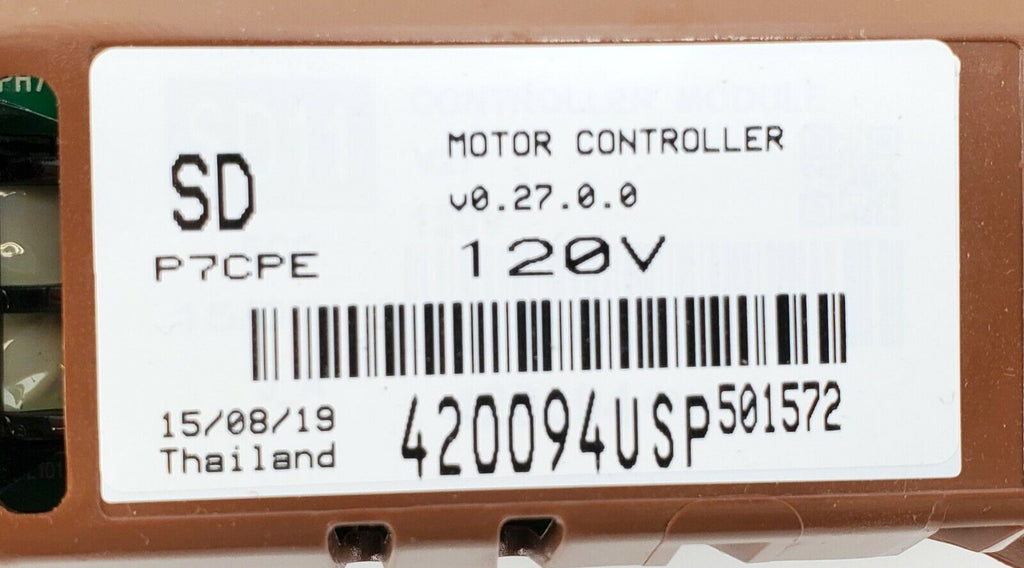 MOTOR CONTROLLER
SD
v0.27.0.0
P7CPE
120V
15/08/19
Thailand
420094USP501572